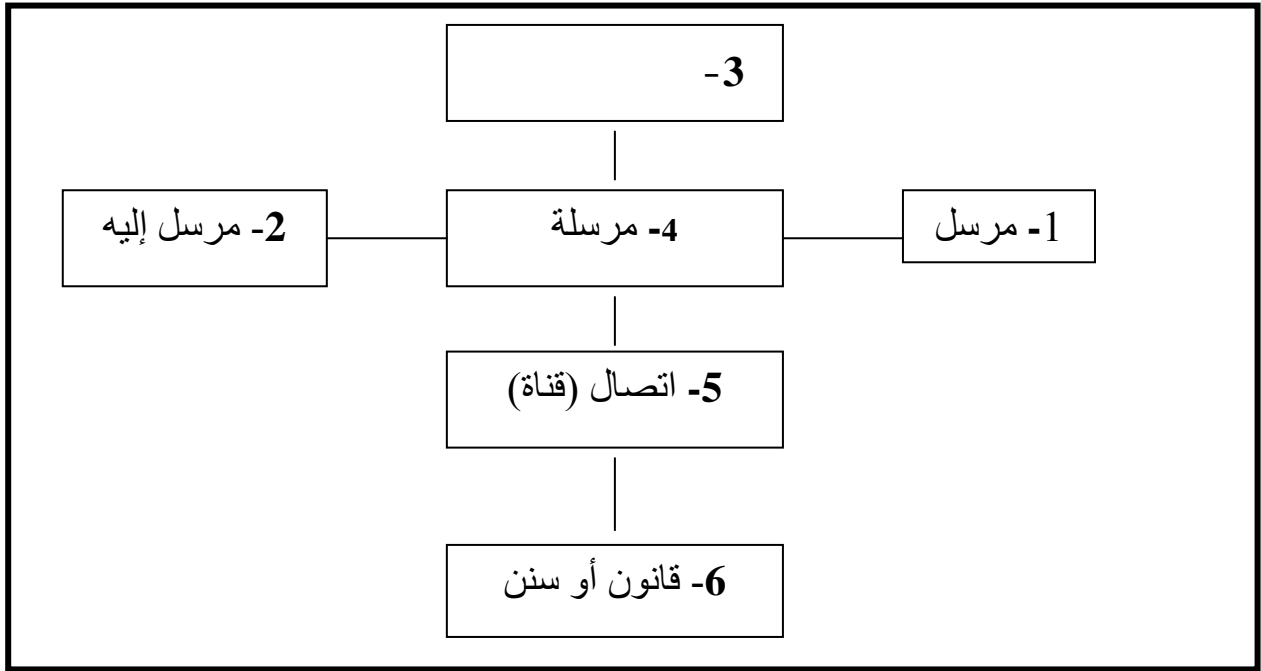 3-
1- مرسل
4- مرسلة
2- مرسل إليه
5- اتصال (قناة)
6- قانون أو سنن